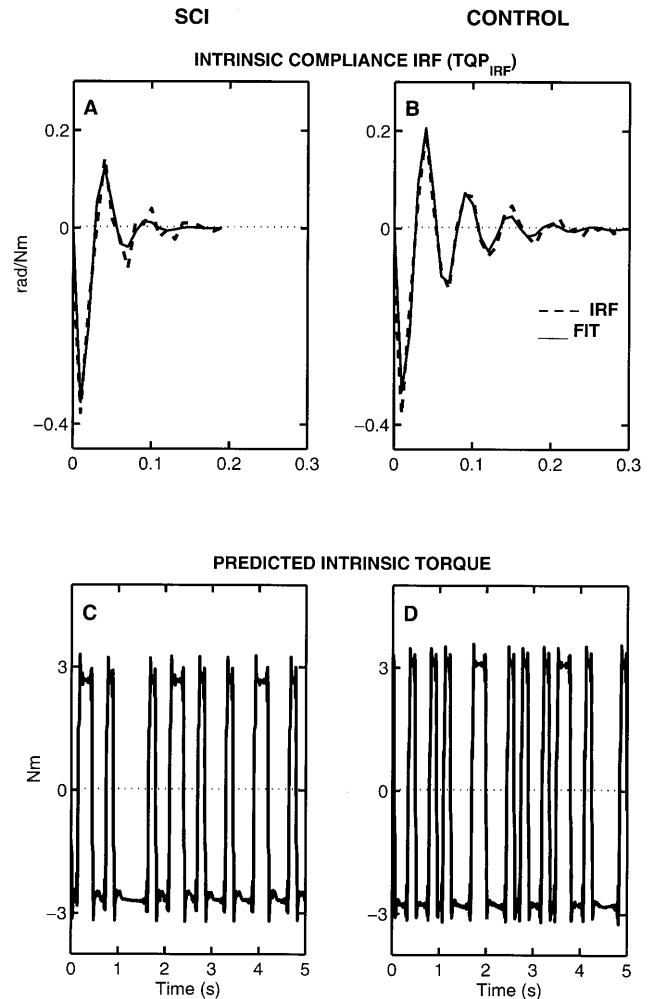 SCI CONTROL
INTRINSIC COMPLIANCE IRF (TQP_IRF)
A B
0.2 0.2
0 0
rad/Nm
IRF
FIT
−0.4 −0.4
0 0.1 0.2 0.3 0 0.1 0.2 0.3
PREDICTED INTRINSIC TORQUE
C D
3 3
Nm
0 0
−3 −3
0 1 2 3 4 5 0 1 2 3 4 5
Time (s) Time (s)